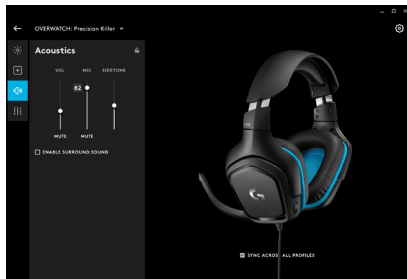 OVERWATCH: Precision Killer
Acoustics
VOL MIC SIDETONE
82
MUTE MUTE
ENABLE SURROUND SOUND
G
SYNC ACROSS ALL PROFILES